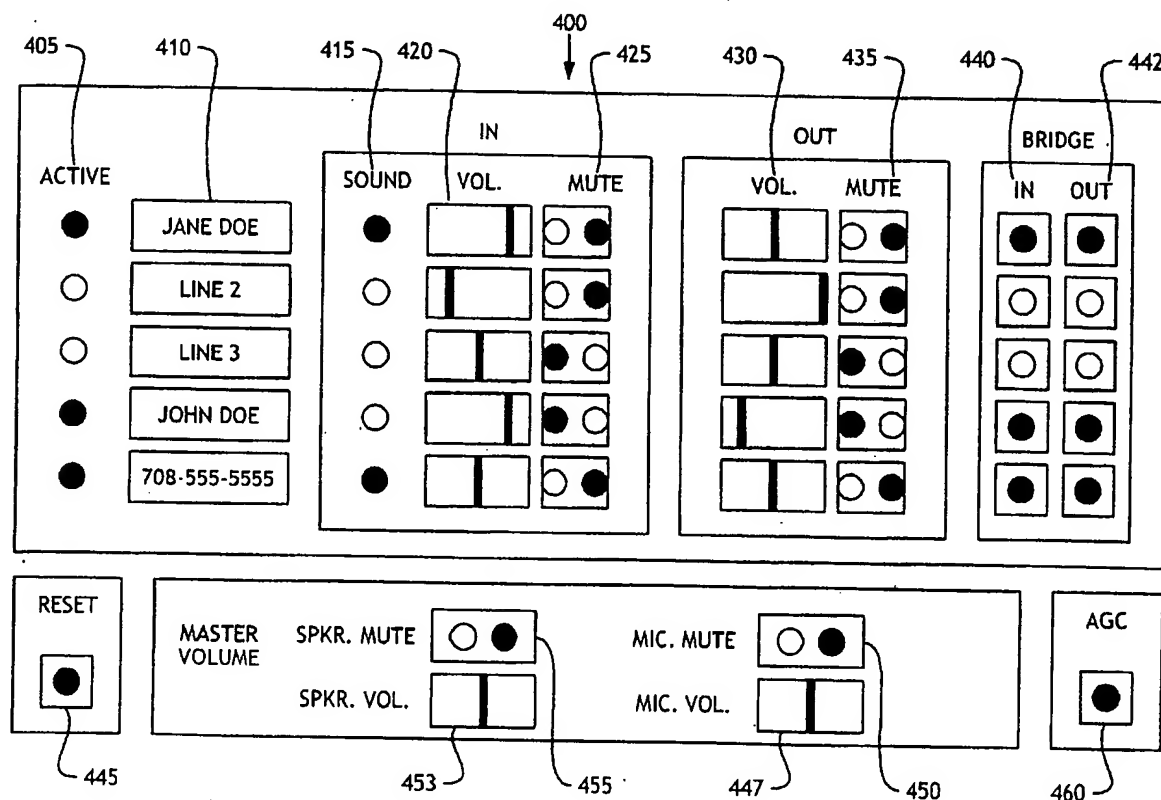 400
405 410 415 420 425 430 435 440 442
IN OUT BRIDGE
ACTIVE SOUND VOL. MUTE VOL. MUTE IN OUT
JANE DOE
LINE 2
LINE 3
JOHN DOE
708-555-5555
RESET
MASTER
VOLUME
SPKR. MUTE
SPKR. VOL.
MIC. MUTE
MIC. VOL.
AGC
445 453 455 447 450 460